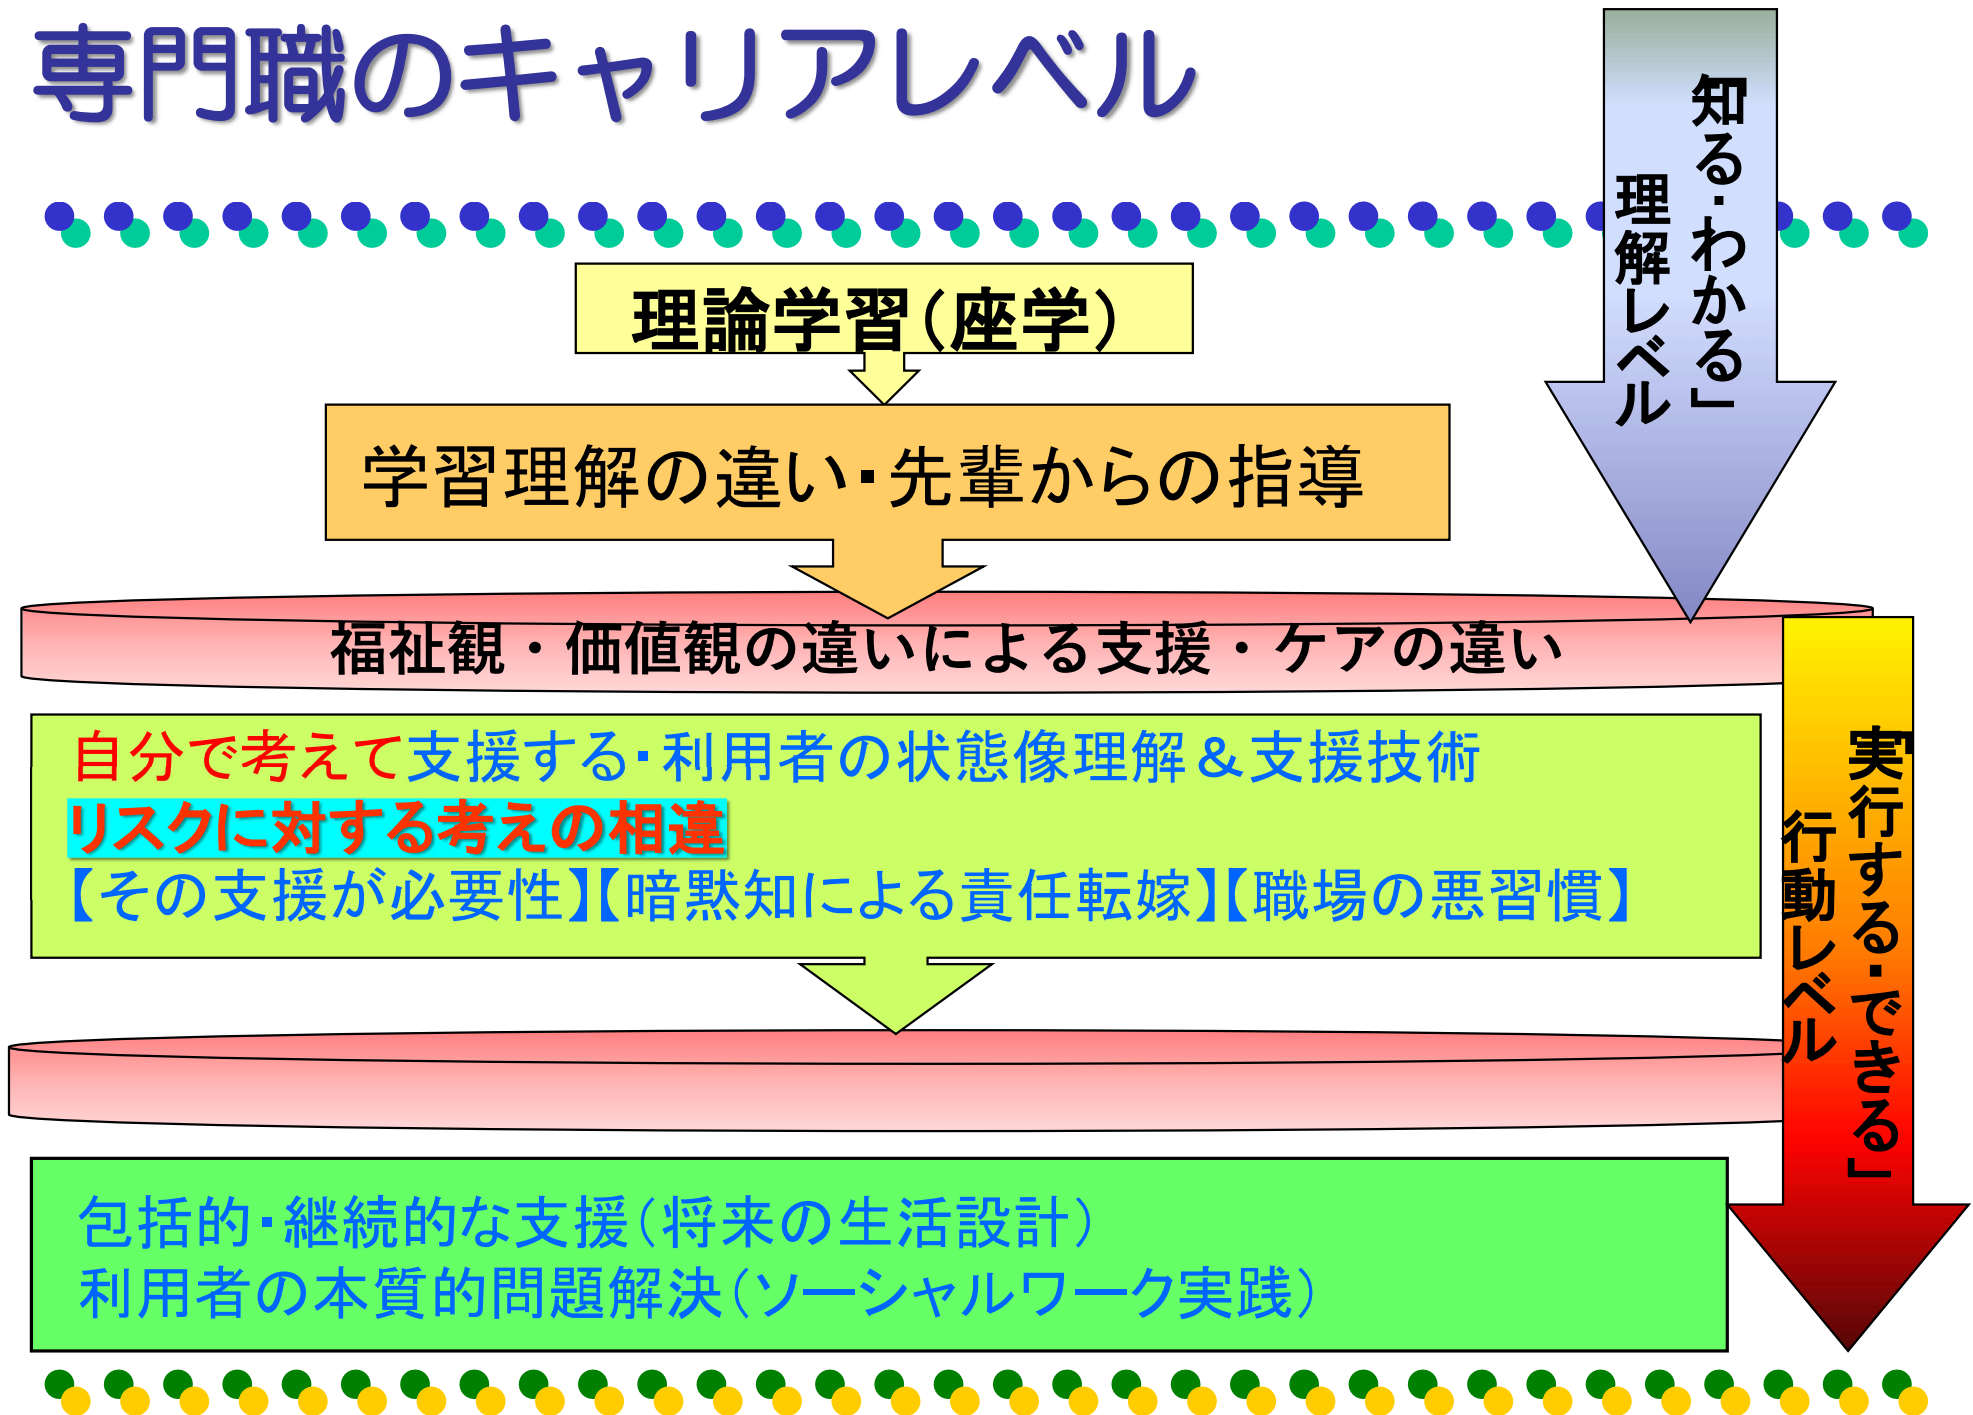 専門職のキャリアレベル
「知る・わかる」
理解レベル
理論学習（座学）
学習理解の違い・先輩からの指導
福祉観・価値観の違いによる支援・ケアの違い
自分で考えて支援する・利用者の状態像理解＆支援技術
リスクに対する考えの相違
【その支援が必要性】【暗黙知による責任転嫁】【職場の悪習慣】
「実行する・できる」
行動レベル
包括的・継続的な支援（将来の生活設計）
利用者の本質的問題解決（ソーシャルワーク実践）